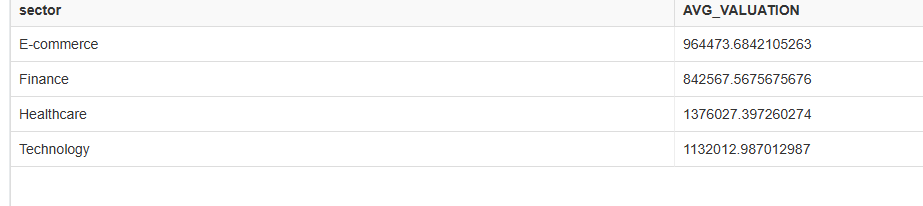 sector AVG_VALUATION
E-commerce 964473.6842105263
Finance 842567.5675675676
Healthcare 1376027.397260274
Technology 1132012.987012987